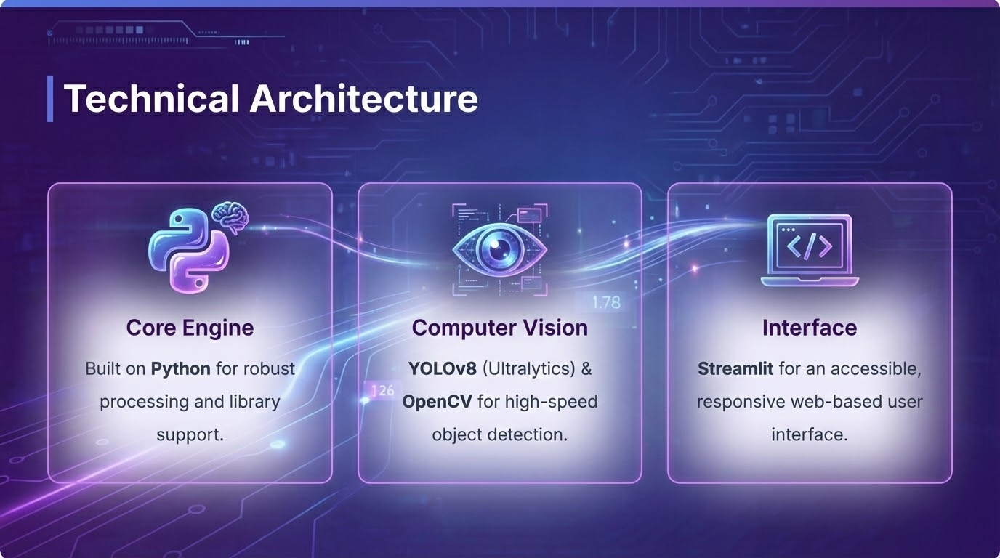 Technical Architecture
Core Engine
Built on Python for robust
processing and library
support.
Computer Vision
YOLOv8 (Ultralytics) &
OpenCV for high-speed
object detection.
Interface
Streamlit for an accessible,
responsive web-based user
interface.
1.78
126